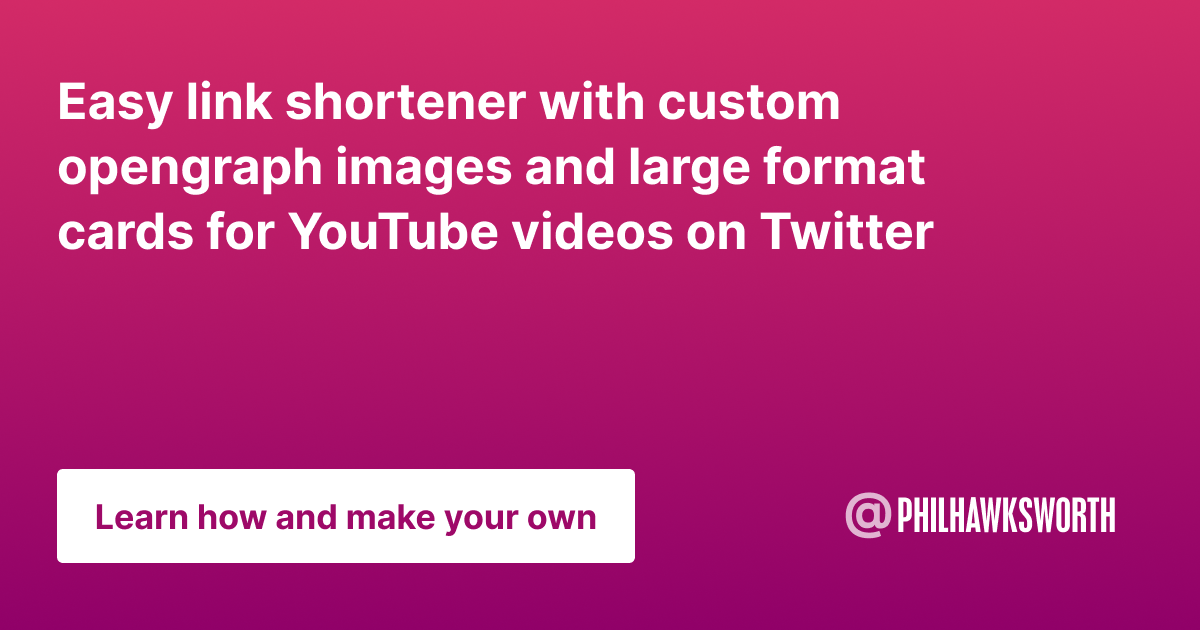 Easy link shortener with custom
opengraph images and large format
cards for YouTube videos on Twitter
Learn how and make your own
@PHILHAWKSWORTH